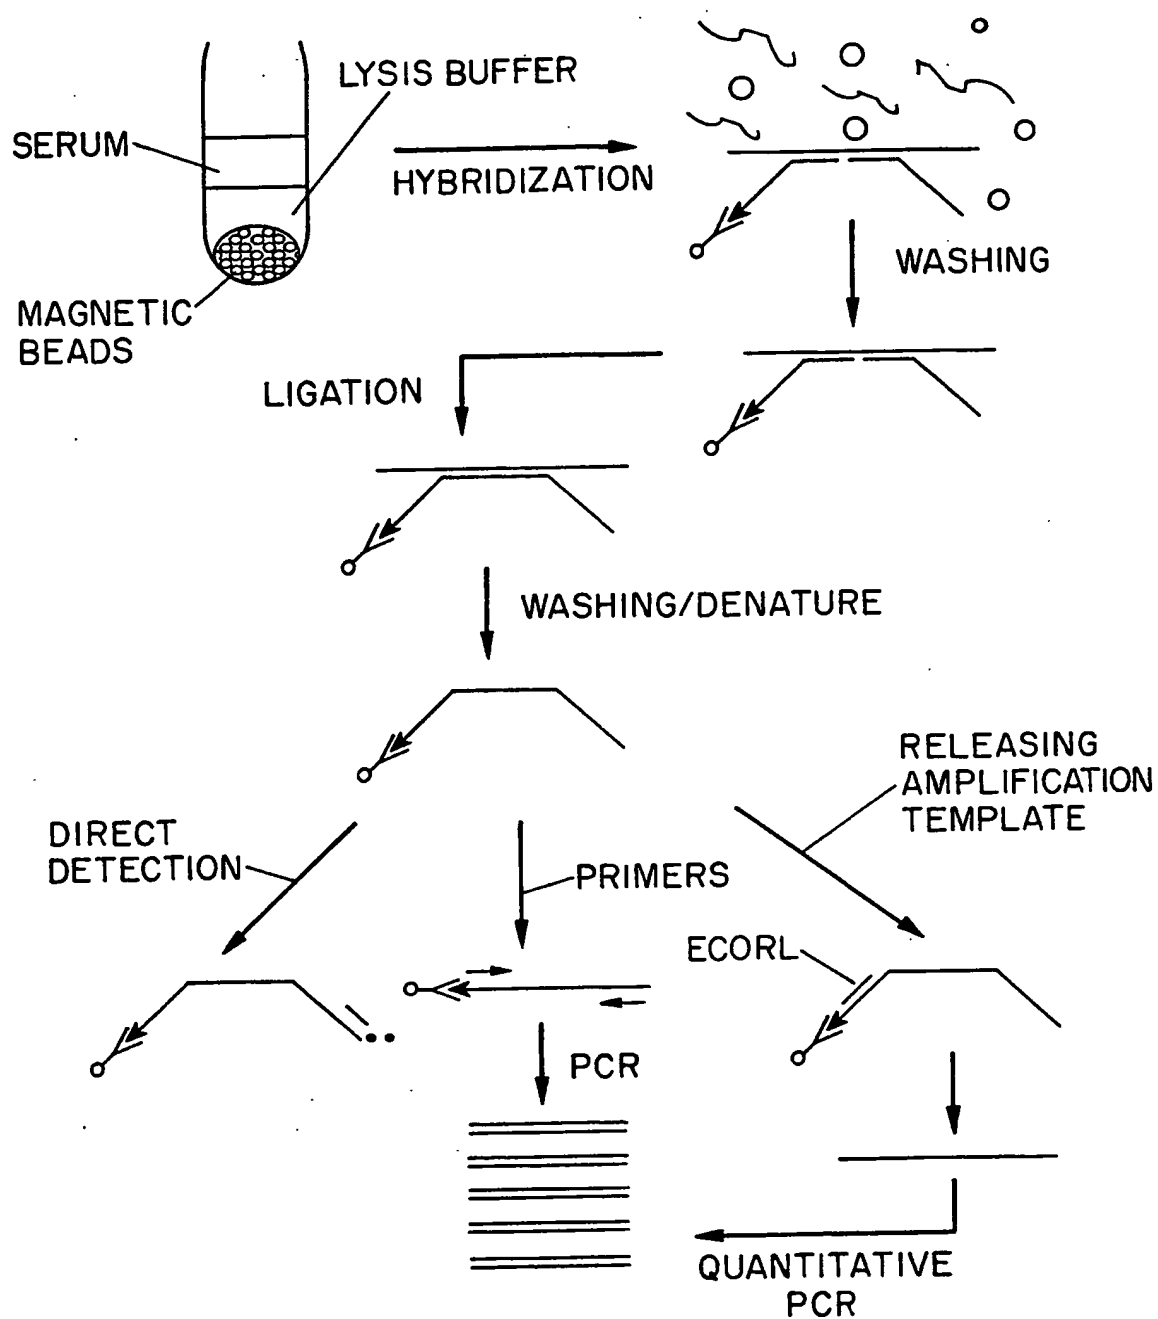 LYSIS BUFFER
SERUM
HYBRIDIZATION
MAGNETIC
BEADS
WASHING
LIGATION
WASHING/DENATURE
RELEASING
AMPLIFICATION
TEMPLATE
DIRECT
DETECTION
PRIMERS
ECORL
PCR
QUANTITATIVE
PCR